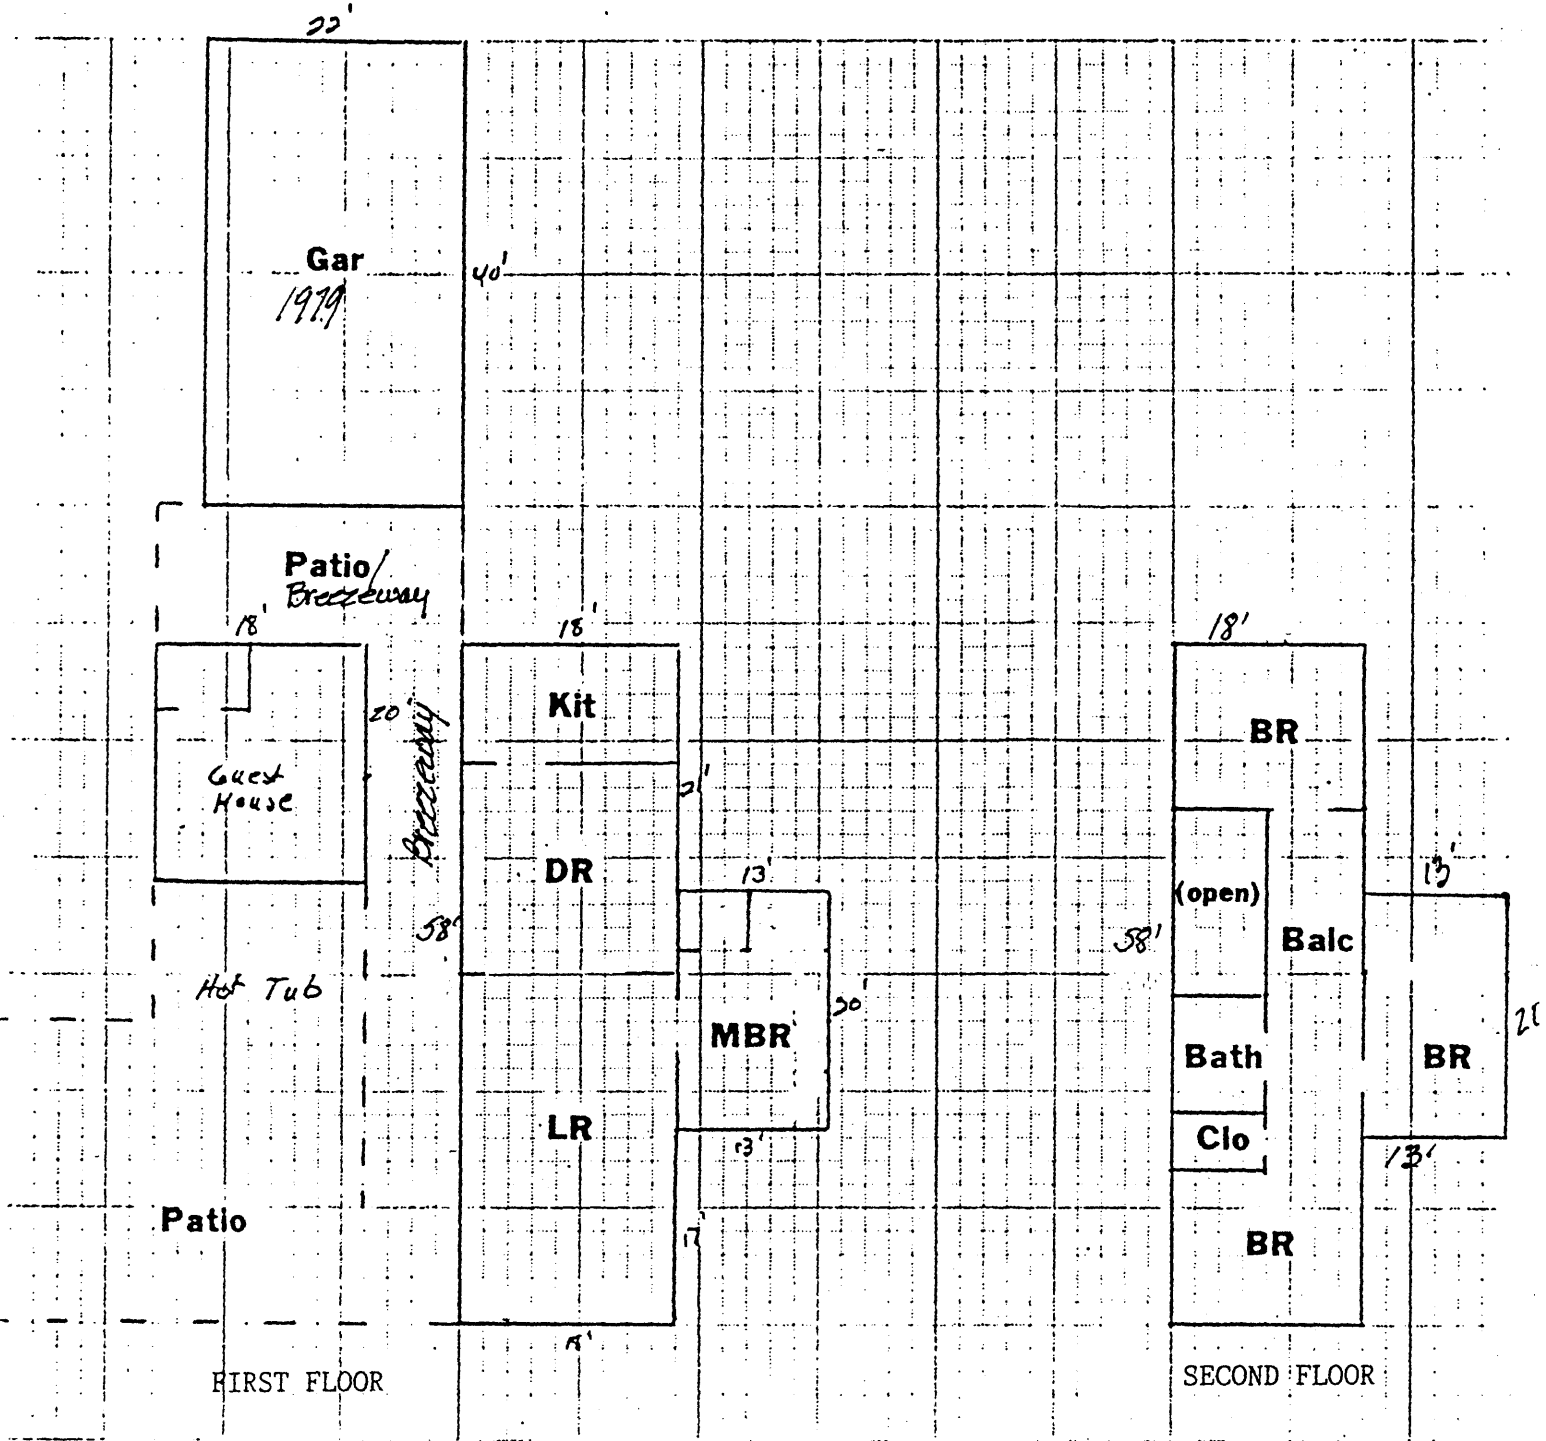 22'
Gar
1979
40'
Patio/
Breezeway
18'
20'
Guest
House
Breezeway
18'
Kit
21'
DR
58'
13'
Hot Tub
MBR
LR
13'
17'
Patio
18'
FIRST FLOOR
18'
BR
(open)
Balc
58'
13'
Bath
BR
Clo
13'
BR
SECOND FLOOR